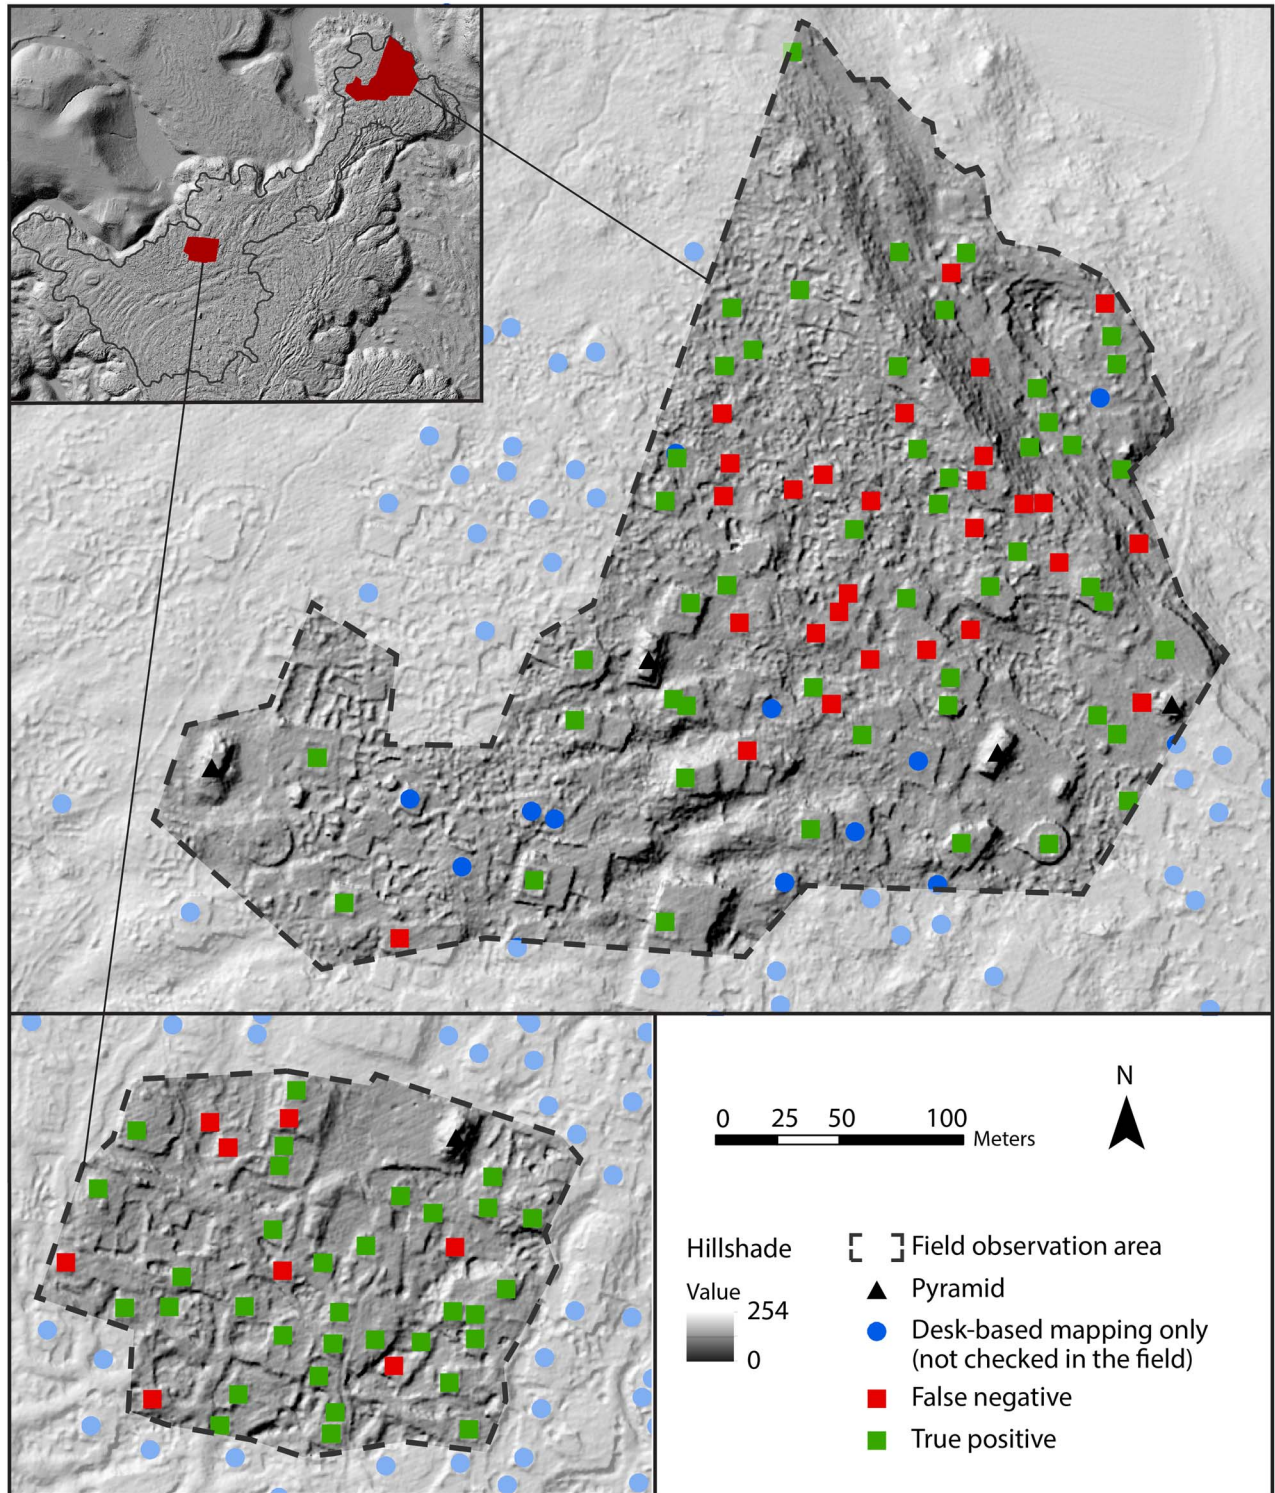 N
0 25 50 100 Meters
Hillshade
Value
254
0
Field observation area
Pyramid
Desk-based mapping only
(not checked in the field)
False negative
True positive